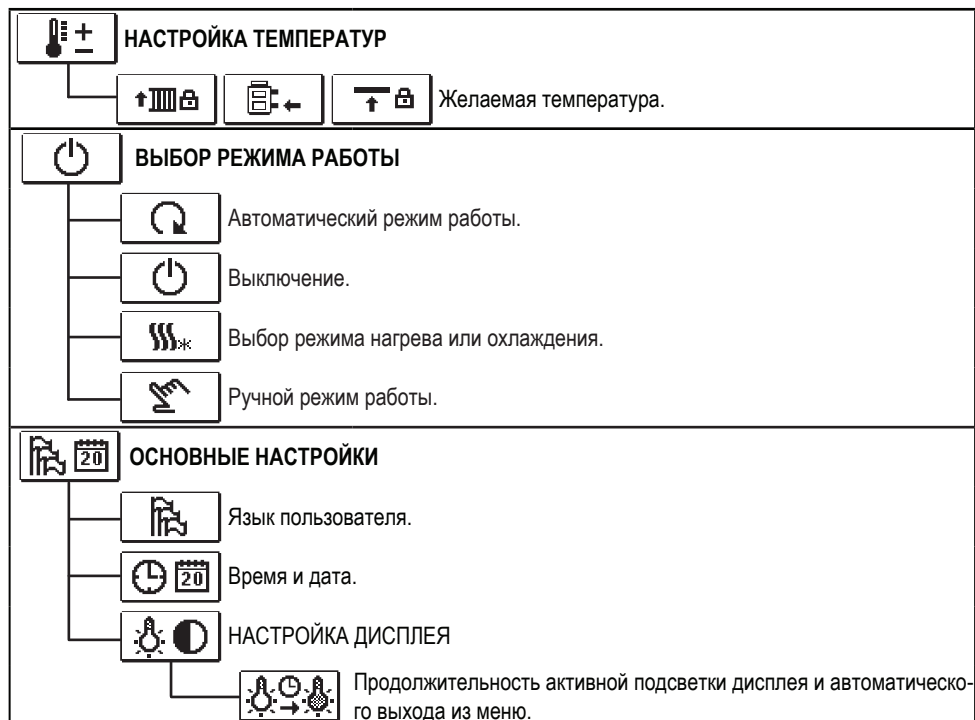 НАСТРОЙКА ТЕМПЕРАТУР
Желаемая температура.
ВЫБОР РЕЖИМА РАБОТЫ
Автоматический режим работы.
Выключение.
Выбор режима нагрева или охлаждения.
Ручной режим работы.
20
ОСНОВНЫЕ НАСТРОЙКИ
Язык пользователя.
20
Время и дата.
НАСТРОЙКА ДИСПЛЕЯ
Продолжительность активной подсветки дисплея и автоматическо-
го выхода из меню.